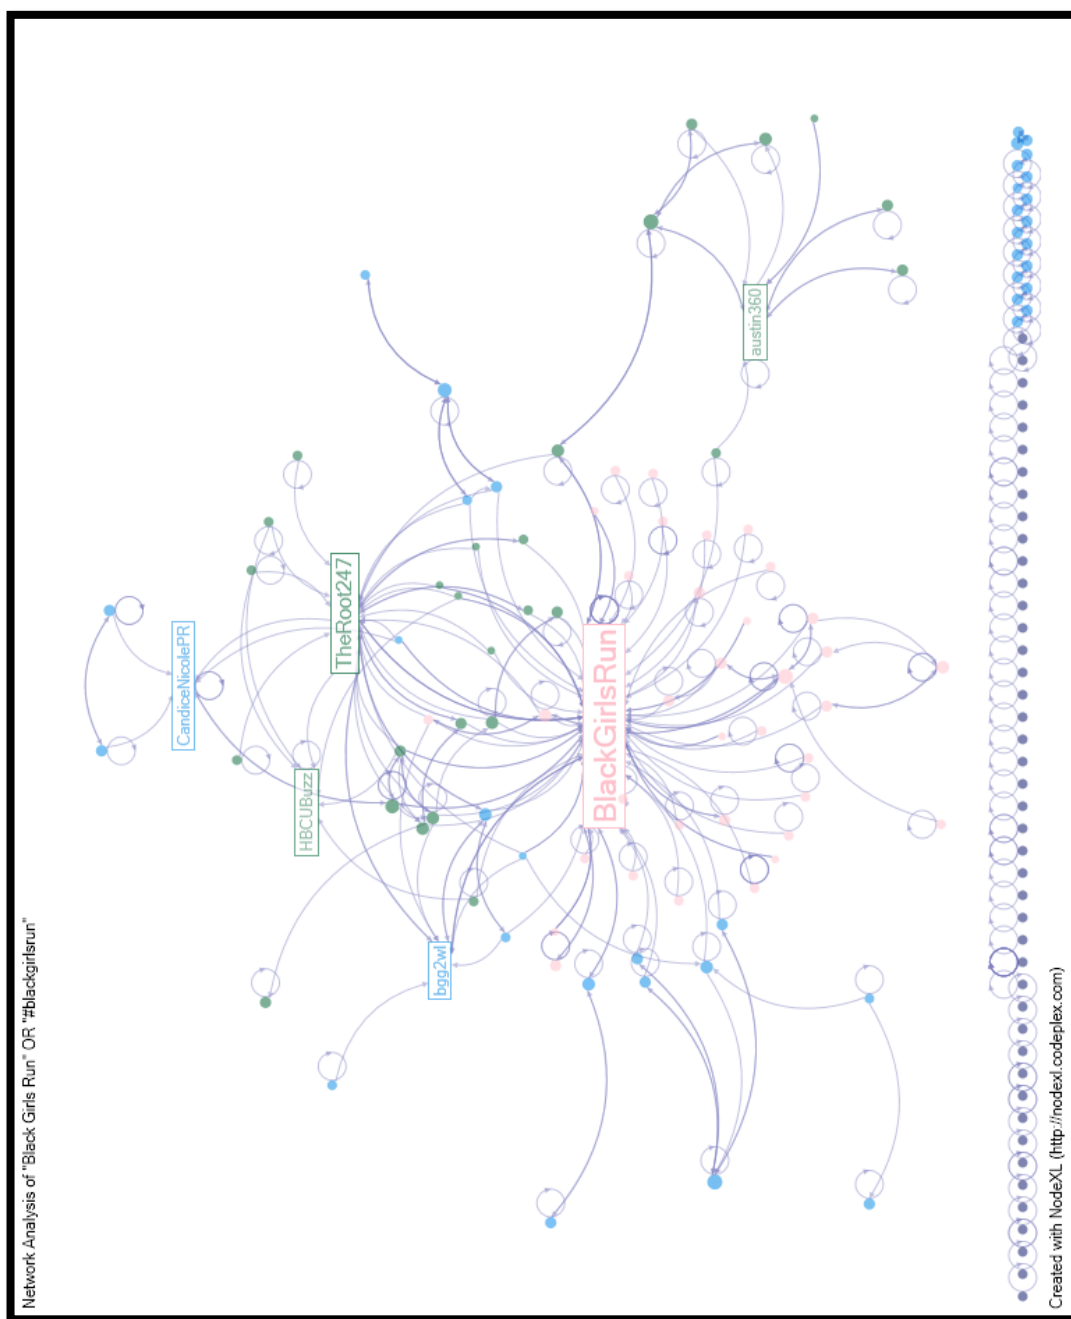 Network Analysis of "Black Girls Run" OR "#blackgirlsrun"
CandiceNicolePR
HBCUBuzz
TheRoot247
bgg2wl
BlackGirlsRun
austin360
Created with NodeXL (http://nodexl.codeplex.com)